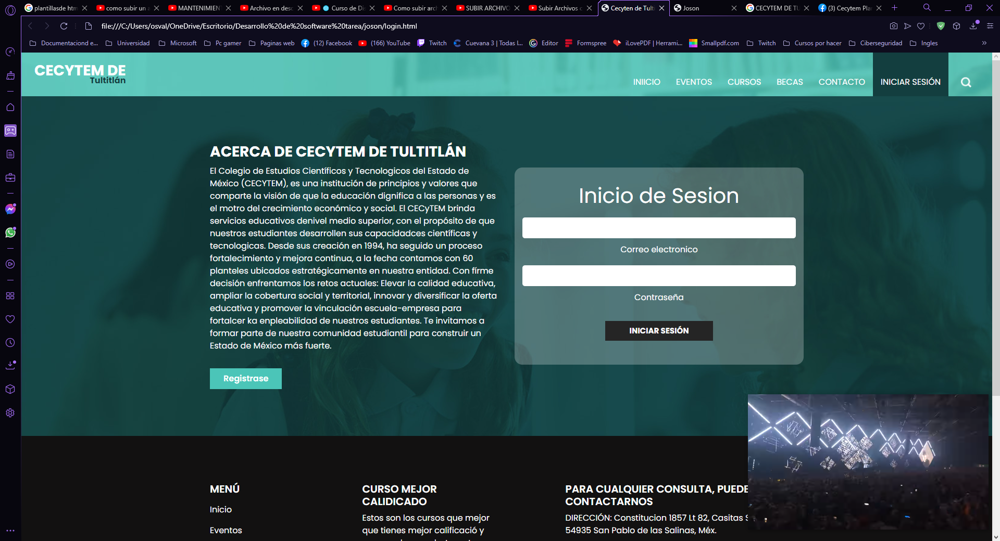 plantillasde htm
como subir un a
MANTENIMIEN
Archivo en desc
Curso de Di
Como subir arch
SUBIR ARCHIVO
Subir Archivos c
Cecyten de Tulti
Joson
CECYTEM DE TU
(3) Cecytem Pla
file:///C:/Users/osval/OneDrive/Escritorio/Desarrollo%20de%20software%20tarea/joson/login.html
Documentaciond e...
Universidad
Microsoft
Pc gamer
Paginas web
(12) Facebook
(166) YouTube
Twitch
Cuevana 3 | Todas l...
Editor
Formspree
iLovePDF | Herrami...
Smallpdf.com
Twitch
Cursos por hacer
Ciberseguridad
Ingles
CECYTEM DE
Tultitlán
INIICIO
EVENTOS
CURSOS
BECAS
CONTACTO
INICIAR SESIÓN
ACERCA DE CECYTEM DE TULTITLÁN
El Colegio de Estudios Científicos y Tecnologicos del Estado de
México (CECYTEM), es una institución de principios y valores que
comparte la visión de que la educación dignifica a las personas y es
el motro del crecimiento económico y social. El CECyTEM brinda
servicios educativos denivel medio superior, con el propósito de que
nuestros estudiantes desarrollen sus capacidadces científicas y
tecnologicas. Desde sus creación en 1994, ha seguido un proceso
fortalecimiento y mejora continua, a la fecha contamos con 60
planteles ubicados estratégicamente en nuestra entidad. Con fírme
decisión enfrentamos los retos actuales: Elevar la calidad educativa,
ampliar la cobertura social y territorial, innovar y diversificar la oferta
educativa y promover la vinculación escuela-empresa para
fortalcer ka enpleabilidad de nuestros estudiantes. Te invitamos a
formar parte de nuestra comunidad estudiantil para construir un
Estado de México más fuerte.
Registrase
Inicio de Sesion
Correo electronico
Contraseña
INICIAR SESIÓN
MENÚ
Inicio
Eventos
CURSO MEJOR
CALIDICADO
Estos son los cursos que mejor
que tienes mejor calificació y
PARA CUALQUIER CONSULTA, PUEDE
CONTACTARNOS
DIRECCIÓN: Constitucion 1857 Lt 82, Casitas S
54935 San Pablo de las Salinas, Méx.